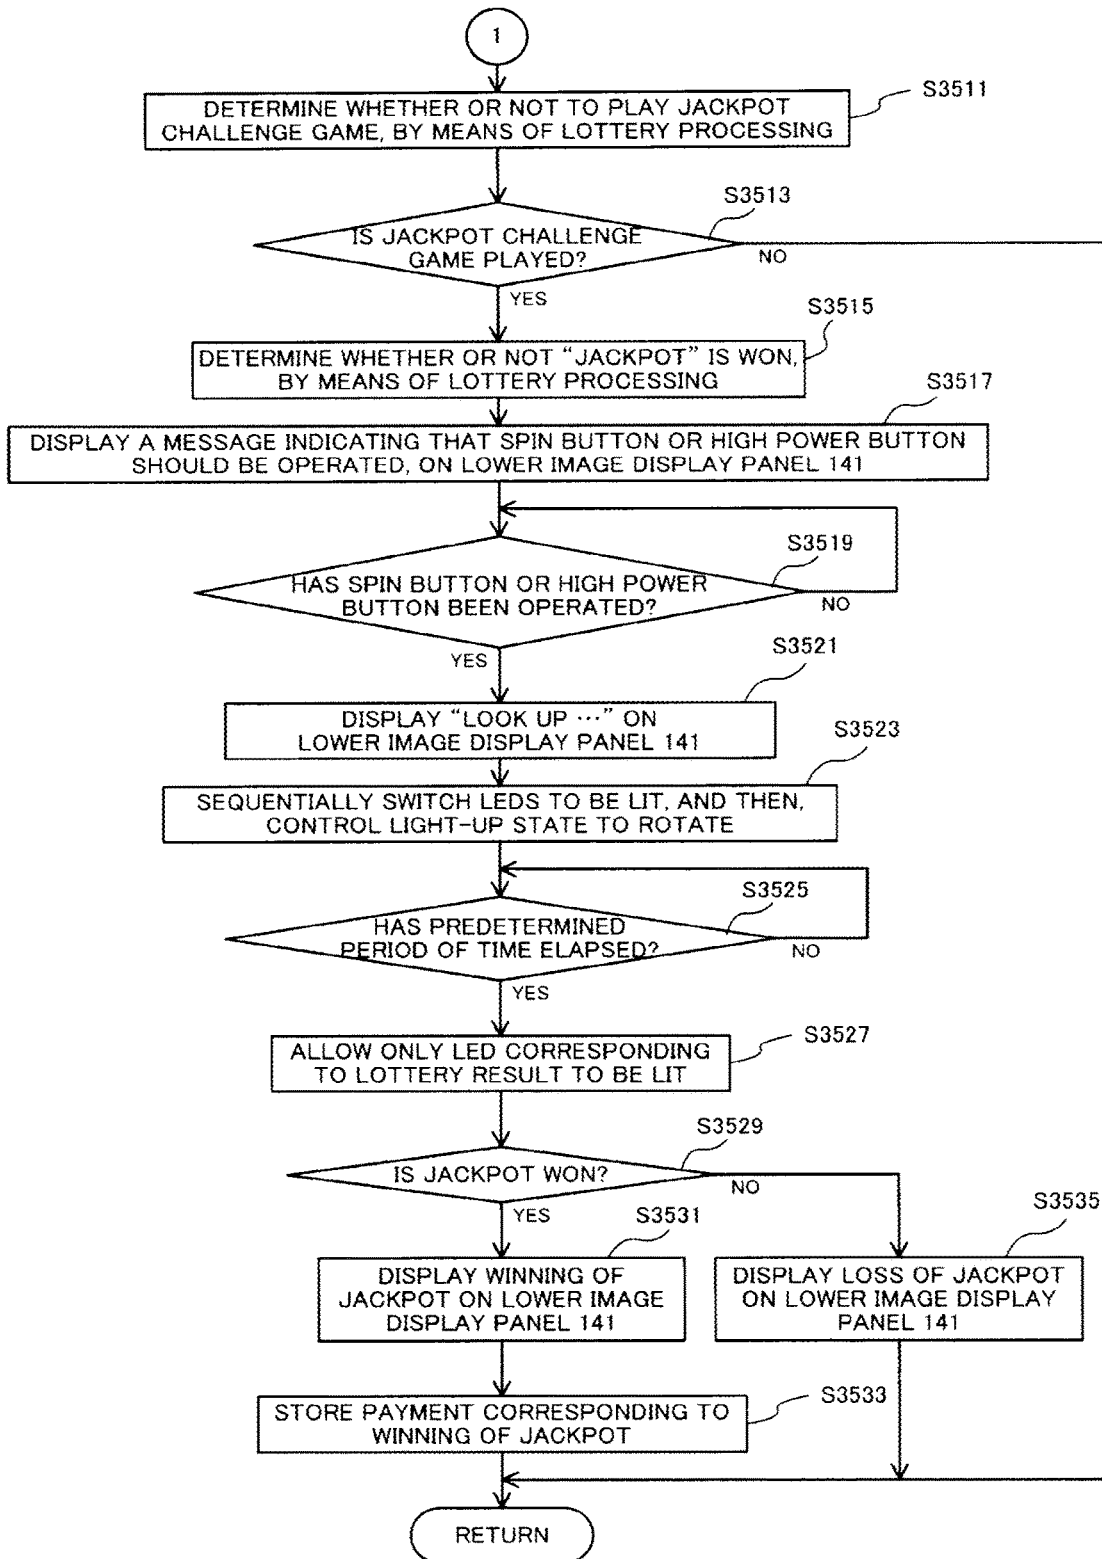 1
S3511
DETERMINE WHETHER OR NOT TO PLAY JACKPOT
CHALLENGE GAME, BY MEANS OF LOTTERY PROCESSING
S3513
IS JACKPOT CHALLENGE
GAME PLAYED?
NO
YES
S3515
DETERMINE WHETHER OR NOT “JACKPOT” IS WON,
BY MEANS OF LOTTERY PROCESSING
S3517
DISPLAY A MESSAGE INDICATING THAT SPIN BUTTON OR HIGH POWER BUTTON
SHOULD BE OPERATED, ON LOWER IMAGE DISPLAY PANEL 141
S3519
HAS SPIN BUTTON OR HIGH POWER
BUTTON BEEN OPERATED?
NO
YES
S3521
DISPLAY “LOOK UP ···” ON
LOWER IMAGE DISPLAY PANEL 141
S3523
SEQUENTIALLY SWITCH LEDS TO BE LIT, AND THEN,
CONTROL LIGHT-UP STATE TO ROTATE
S3525
HAS PREDETERMINED
PERIOD OF TIME ELAPSED?
NO
YES
S3527
ALLOW ONLY LED CORRESPONDING
TO LOTTERY RESULT TO BE LIT
S3529
IS JACKPOT WON?
NO
YES
S3531
DISPLAY WINNING OF
JACKPOT ON LOWER IMAGE
DISPLAY PANEL 141
S3535
DISPLAY LOSS OF JACKPOT
ON LOWER IMAGE DISPLAY
PANEL 141
S3533
STORE PAYMENT CORRESPONDING TO
WINNING OF JACKPOT
RETURN